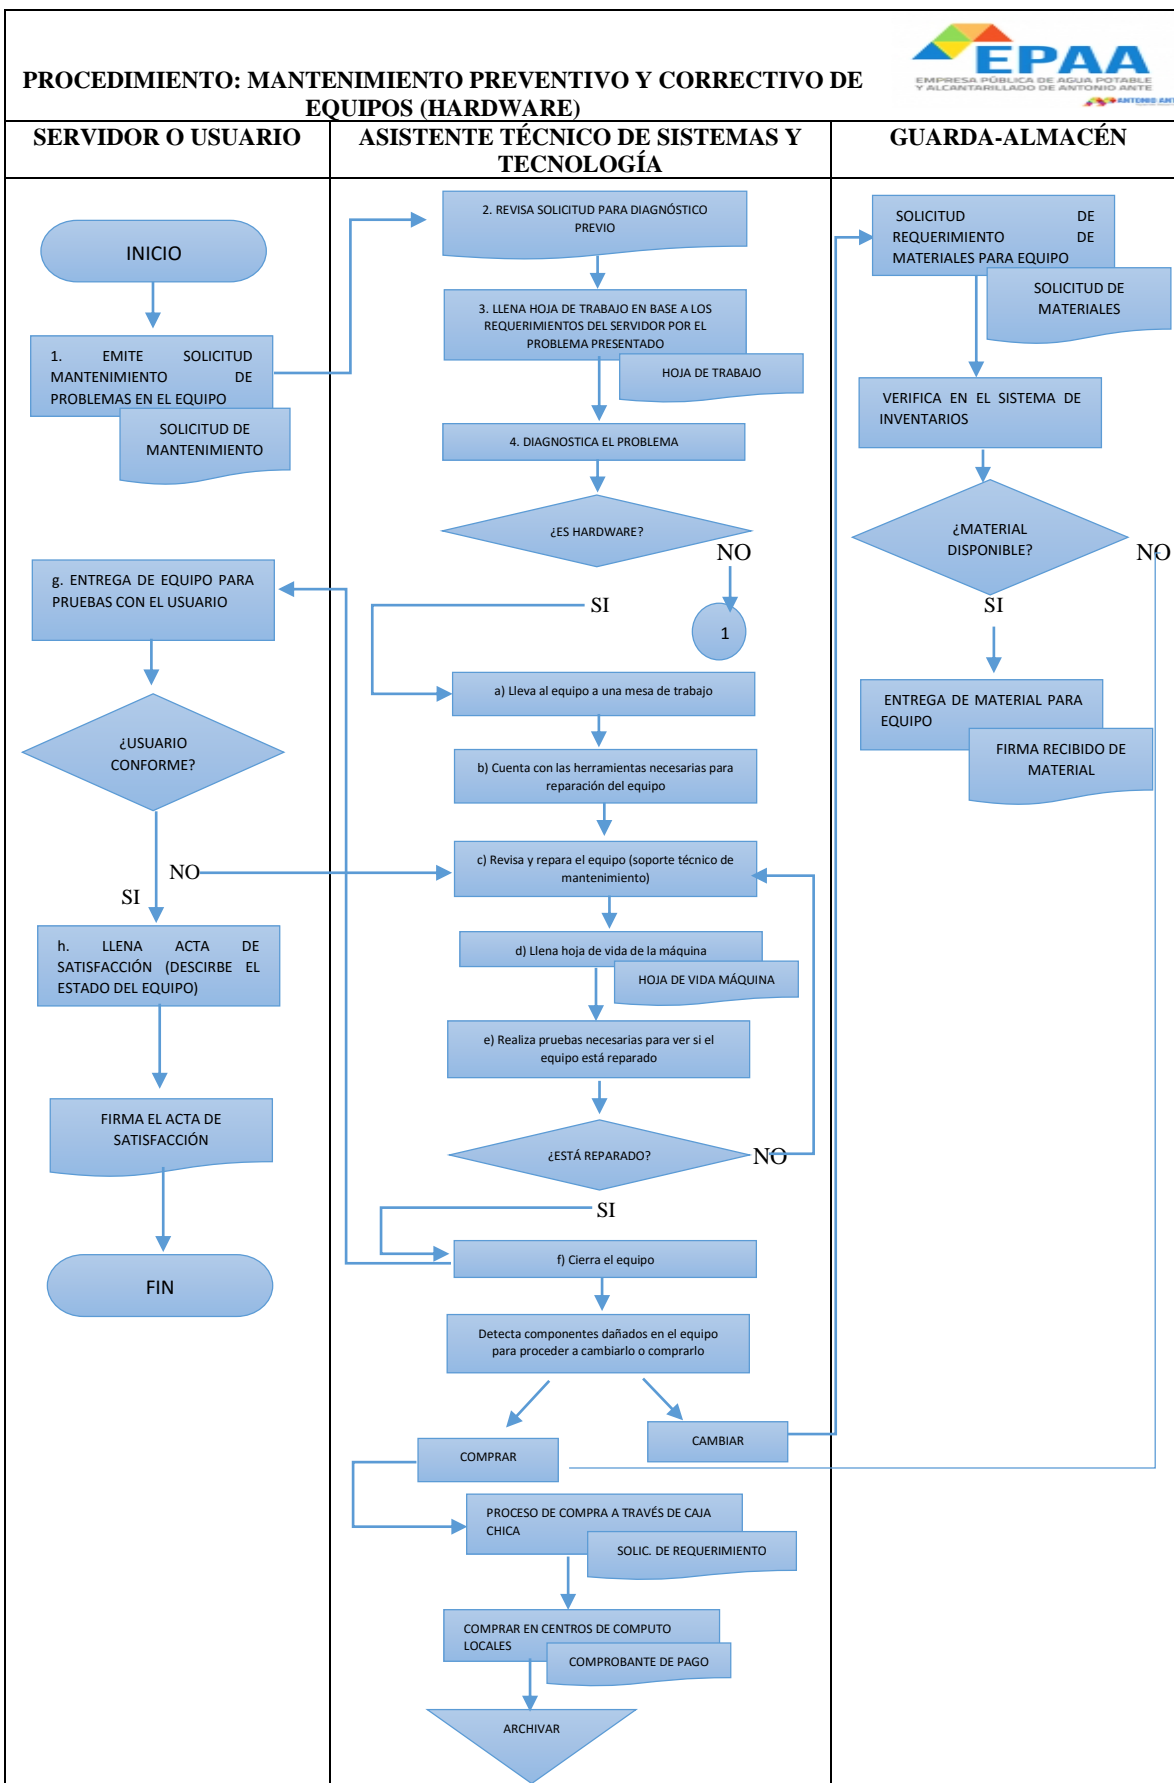 PROCEDIMIENTO: MANTENIMIENTO PREVENTIVO Y CORRECTIVO DE
EQUIPOS (HARDWARE)
EPAA
EMPRESA PÚBLICA DE AGUA POTABLE
Y ALCANTARILLADO DE ANTONIO ANTE
ANTONIO ANTE
SERVIDOR O USUARIO
INICIO
1. EMITE SOLICITUD
MANTENIMIENTO DE
PROBLEMAS EN EL EQUIPO
SOLICITUD DE
MANTENIMIENTO
g. ENTREGA DE EQUIPO PARA
PRUEBAS CON EL USUARIO
¿USUARIO
CONFORME?
NO
SI
h. LLENA ACTA DE
SATISFACCIÓN (DESCIRBE EL
ESTADO DEL EQUIPO)
FIRMA EL ACTA DE
SATISFACCIÓN
FIN
ASISTENTE TÉCNICO DE SISTEMAS Y
TECNOLOGÍA
2. REVISA SOLICITUD PARA DIAGNÓSTICO
PREVIO
3. LLENA HOJA DE TRABAJO EN BASE A LOS
REQUERIMIENTOS DEL SERVIDOR POR EL
PROBLEMA PRESENTADO
HOJA DE TRABAJO
4. DIAGNOSTICA EL PROBLEMA
¿ES HARDWARE?
NO
SI
1
a) Lleva al equipo a una mesa de trabajo
b) Cuenta con las herramientas necesarias para
reparación del equipo
c) Revisa y repara el equipo (soporte técnico de
mantenimiento)
d) Llena hoja de vida de la máquina
HOJA DE VIDA MÁQUINA
e) Realiza pruebas necesarias para ver si el
equipo está reparado
¿ESTÁ REPARADO?
NO
SI
f) Cierra el equipo
Detecta componentes dañados en el equipo
para proceder a cambiarlo o comprarlo
CAMBIAR
COMPRAR
PROCESO DE COMPRA A TRAVÉS DE CAJA
CHICA
SOLIC. DE REQUERIMIENTO
COMPRAR EN CENTROS DE COMPUTO
LOCALES
COMPROBANTE DE PAGO
ARCHIVAR
GUARDA-ALMACÉN
SOLICITUD DE
REQUERIMIENTO DE
MATERIALES PARA EQUIPO
SOLICITUD DE
MATERIALES
VERIFICA EN EL SISTEMA DE
INVENTARIOS
¿MATERIAL
DISPONIBLE?
NO
SI
ENTREGA DE MATERIAL PARA
EQUIPO
FIRMA RECIBIDO DE
MATERIAL